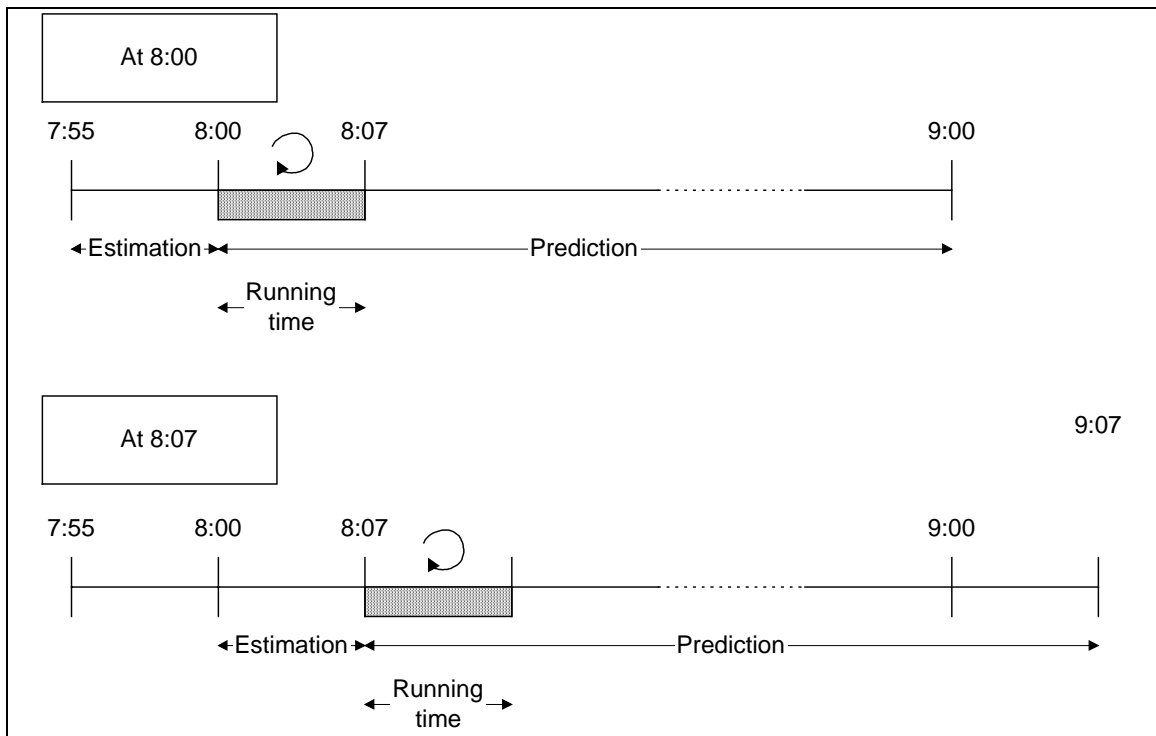 At 8:00
7:55 8:00 8:07 9:00
Estimation Prediction
Running
time
At 8:07
9:07
7:55 8:00 8:07 9:00
Estimation Prediction
Running
time